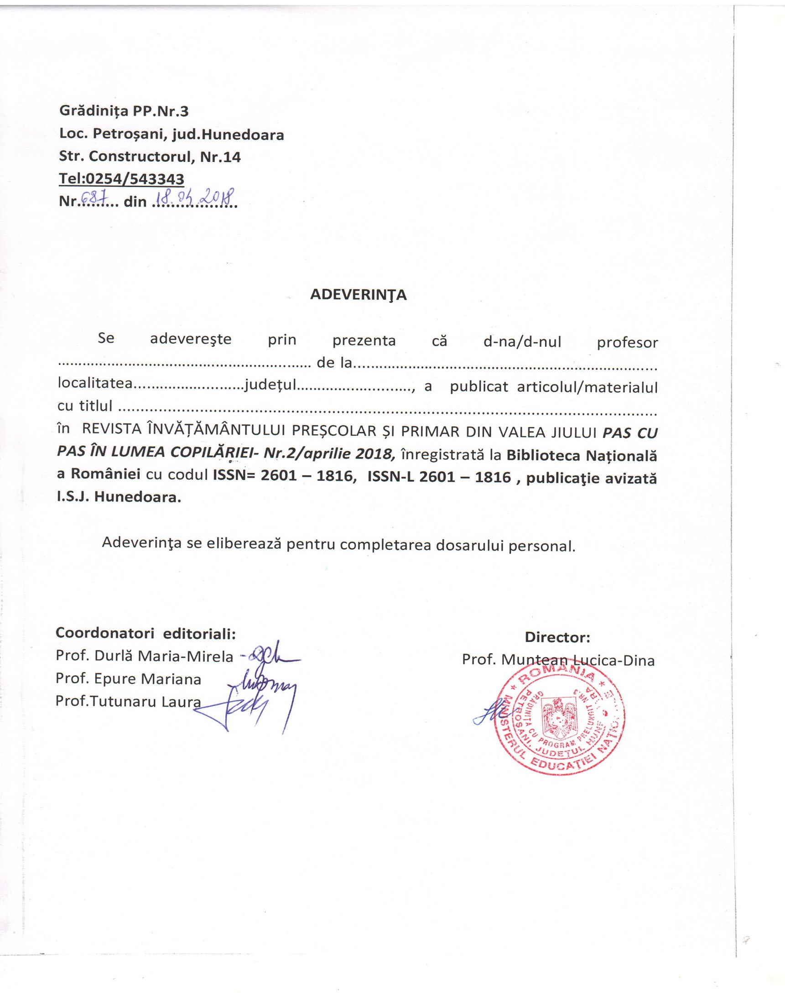 Grădinița PP.Nr.3
Loc. Petroșani, jud.Hunedoara
Str. Constructorul, Nr.14
Tel:0254/543343
Nr.687... din 18.04.2018
ADEVERINŢA
Se adevereşte prin prezenta că d-na/d-nul profesor
............................................................ de la......................................................................
localitatea.........................județul.........................., a publicat articolul/materialul
cu titlul ..............................................................................................................................
în REVISTA ÎNVĂȚĂMÂNTULUI PREȘCOLAR ȘI PRIMAR DIN VALEA JIULUI PAS CU
PAS ÎN LUMEA COPILĂRIEI- Nr.2/aprilie 2018, înregistrată la Biblioteca Națională
a României cu codul ISSN= 2601 – 1816, ISSN-L 2601 – 1816 , publicaţie avizată
I.S.J. Hunedoara.
Adeverinţa se eliberează pentru completarea dosarului personal.
Coordonatori editoriali:
Prof. Durlă Maria-Mirela -
Prof. Epure Mariana
Prof.Tutunaru Laura
Director:
Prof. Muntean Lucica-Dina
* ROMÂNIA *
MINISTERUL EDUCAȚIEI
PETROȘANI, JUDEȚUL
GRĂDINIȚA CU PROGRAM PRELUNGIT NR.3